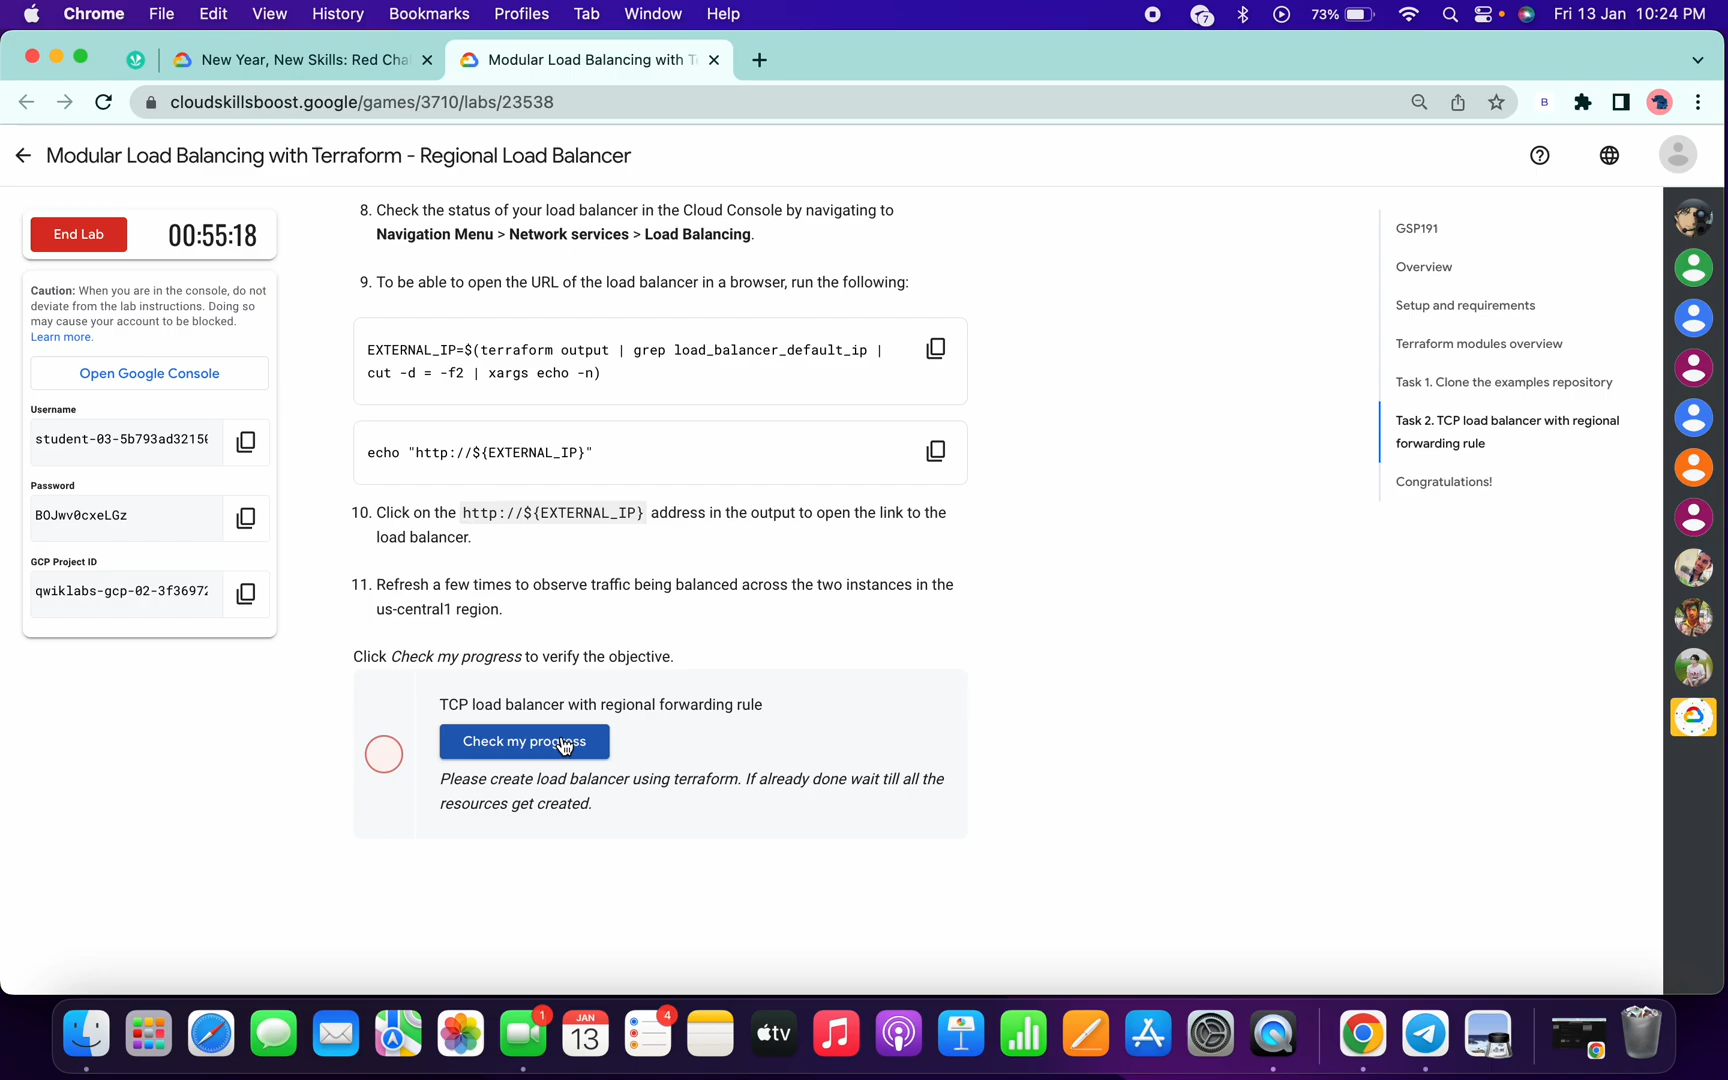 Chrome File Edit View History Bookmarks Profiles Tab Window Help 7 73% Fri 13 Jan 10:24 PM
New Year, New Skills: Red Cha Modular Load Balancing with T
cloudskillsboost.google/games/3710/labs/23538 B
Modular Load Balancing with Terraform - Regional Load Balancer
End Lab 00:55:18
Caution: When you are in the console, do not
deviate from the lab instructions. Doing so
may cause your account to be blocked.
Learn more.
Open Google Console
Username
student-03-5b793ad3215
Password
BOJwv0cxeLGz
GCP Project ID
qwiklabs-gcp-02-3f3697
8. Check the status of your load balancer in the Cloud Console by navigating to
Navigation Menu > Network services > Load Balancing.
9. To be able to open the URL of the load balancer in a browser, run the following:
EXTERNAL_IP=$(terraform output | grep load_balancer_default_ip |
cut -d = -f2 | xargs echo -n)
echo "http://${EXTERNAL_IP}"
10. Click on the http://${EXTERNAL_IP} address in the output to open the link to the
load balancer.
11. Refresh a few times to observe traffic being balanced across the two instances in the
us-central1 region.
Click Check my progress to verify the objective.
TCP load balancer with regional forwarding rule
Check my progress
Please create load balancer using terraform. If already done wait till all the
resources get created.
GSP191
Overview
Setup and requirements
Terraform modules overview
Task 1. Clone the examples repository
Task 2. TCP load balancer with regional
forwarding rule
Congratulations!
1
JAN
13
4
tv